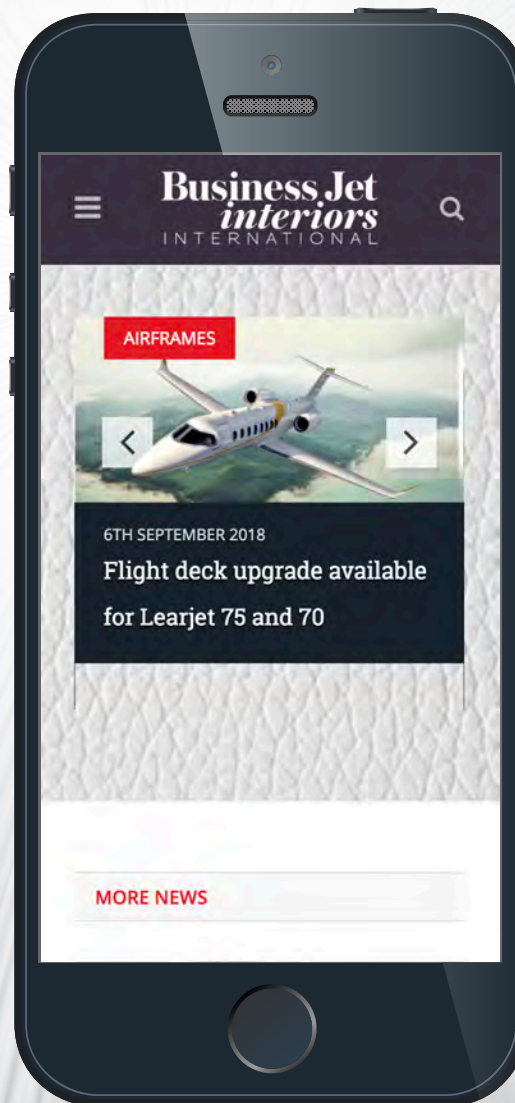 Business Jet
interiors
INTERNATIONAL
AIRFRAMES
6TH SEPTEMBER 2018
Flight deck upgrade available
for Learjet 75 and 70
MORE NEWS